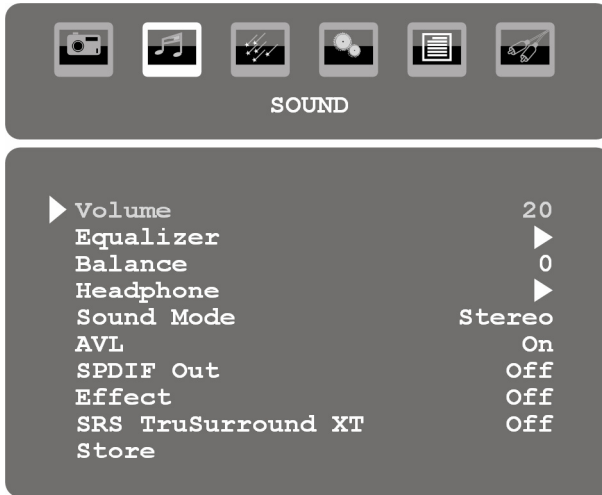 SOUND
Volume 20
Equalizer
Balance 0
Headphone
Sound Mode Stereo
AVL On
SPDIF Out Off
Effect Off
SRS TruSurround XT Off
Store